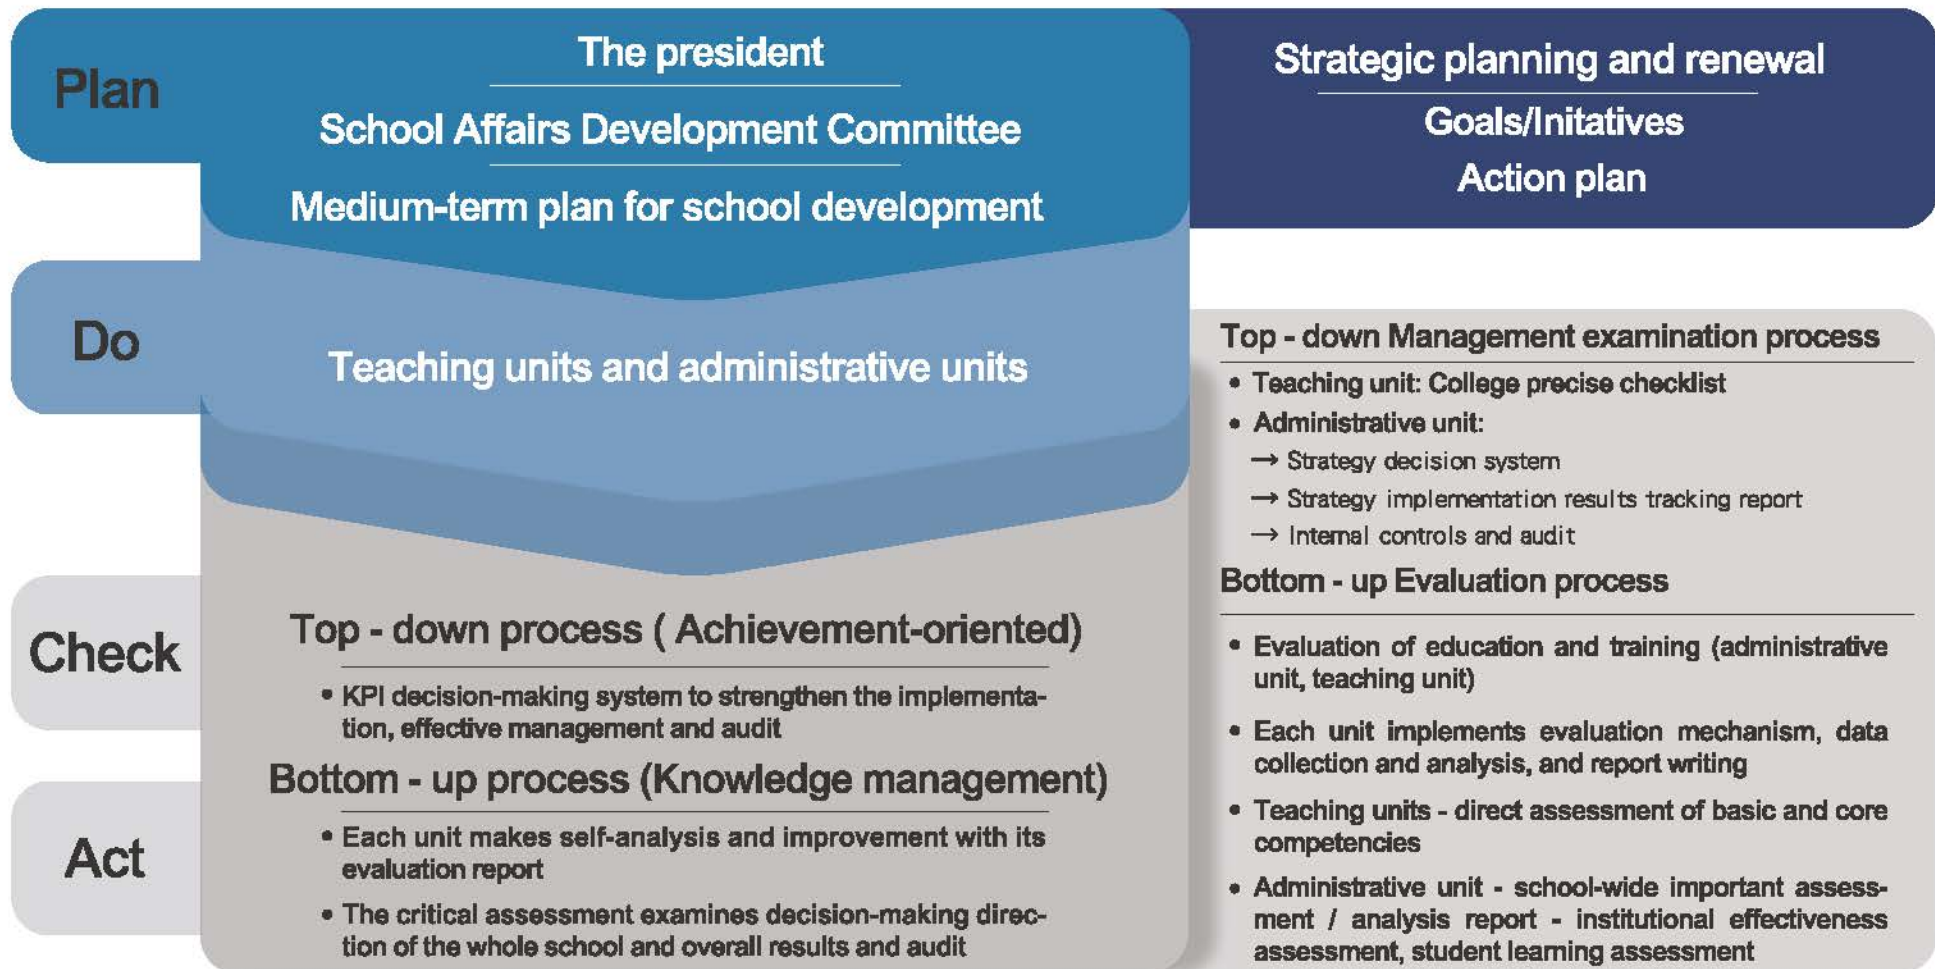 Plan
The president
School Affairs Development Committee
Medium-term plan for school development
Strategic planning and renewal
Goals/Initatives
Action plan
Do
Teaching units and administrative units
Top - down Management examination process
• Teaching unit: College precise checklist
• Administrative unit:
→ Strategy decision system
→ Strategy implementation results tracking report
→ Internal controls and audit
Bottom - up Evaluation process
• Evaluation of education and training (administrative
unit, teaching unit)
• Each unit implements evaluation mechanism, data
collection and analysis, and report writing
• Teaching units - direct assessment of basic and core
competencies
• Administrative unit - school-wide important assess-
ment / analysis report - institutional effectiveness
assessment, student learning assessment
Check
Top - down process ( Achievement-oriented)
• KPI decision-making system to strengthen the implementa-
tion, effective management and audit
Act
Bottom - up process (Knowledge management)
• Each unit makes self-analysis and improvement with its
evaluation report
• The critical assessment examines decision-making direc-
tion of the whole school and overall results and audit